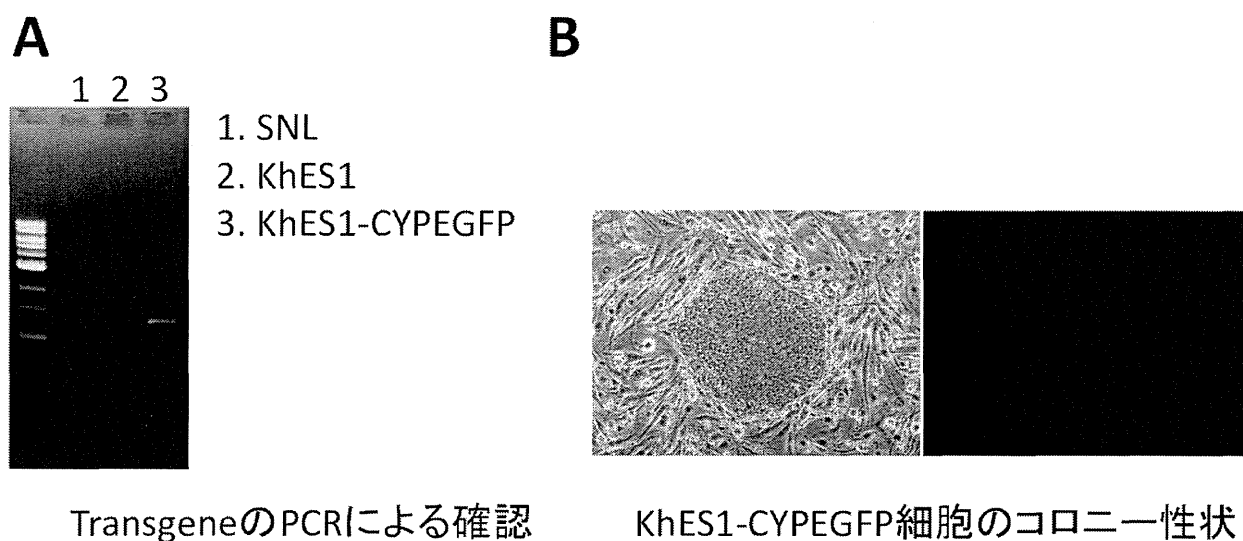 A
B
1 2 3
1. SNL
2. KhES1
3. KhES1-CYPEGFP
TransgeneのPCRによる確認
KhES1-CYPEGFP細胞のコロニー性状